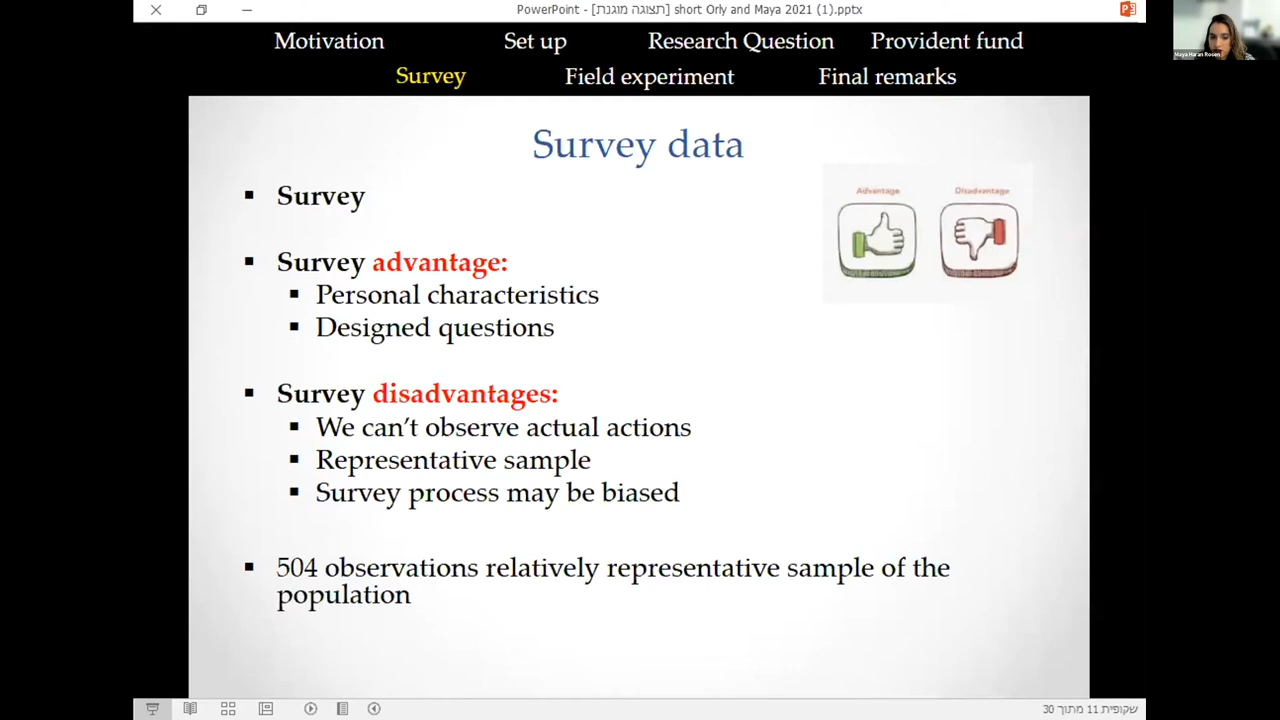 PowerPoint - [תצוגה מוגנת] short Orly and Maya 2021 (1).pptx
Maya Haran Rosen
Motivation Set up Research Question Provident fund
Survey Field experiment Final remarks
Survey data
Advantage Disadvantage
▪ Survey
▪ Survey advantage:
▪ Personal characteristics
▪ Designed questions
▪ Survey disadvantages:
▪ We can’t observe actual actions
▪ Representative sample
▪ Survey process may be biased
▪ 504 observations relatively representative sample of the
population
שקופית 11 מתוך 30